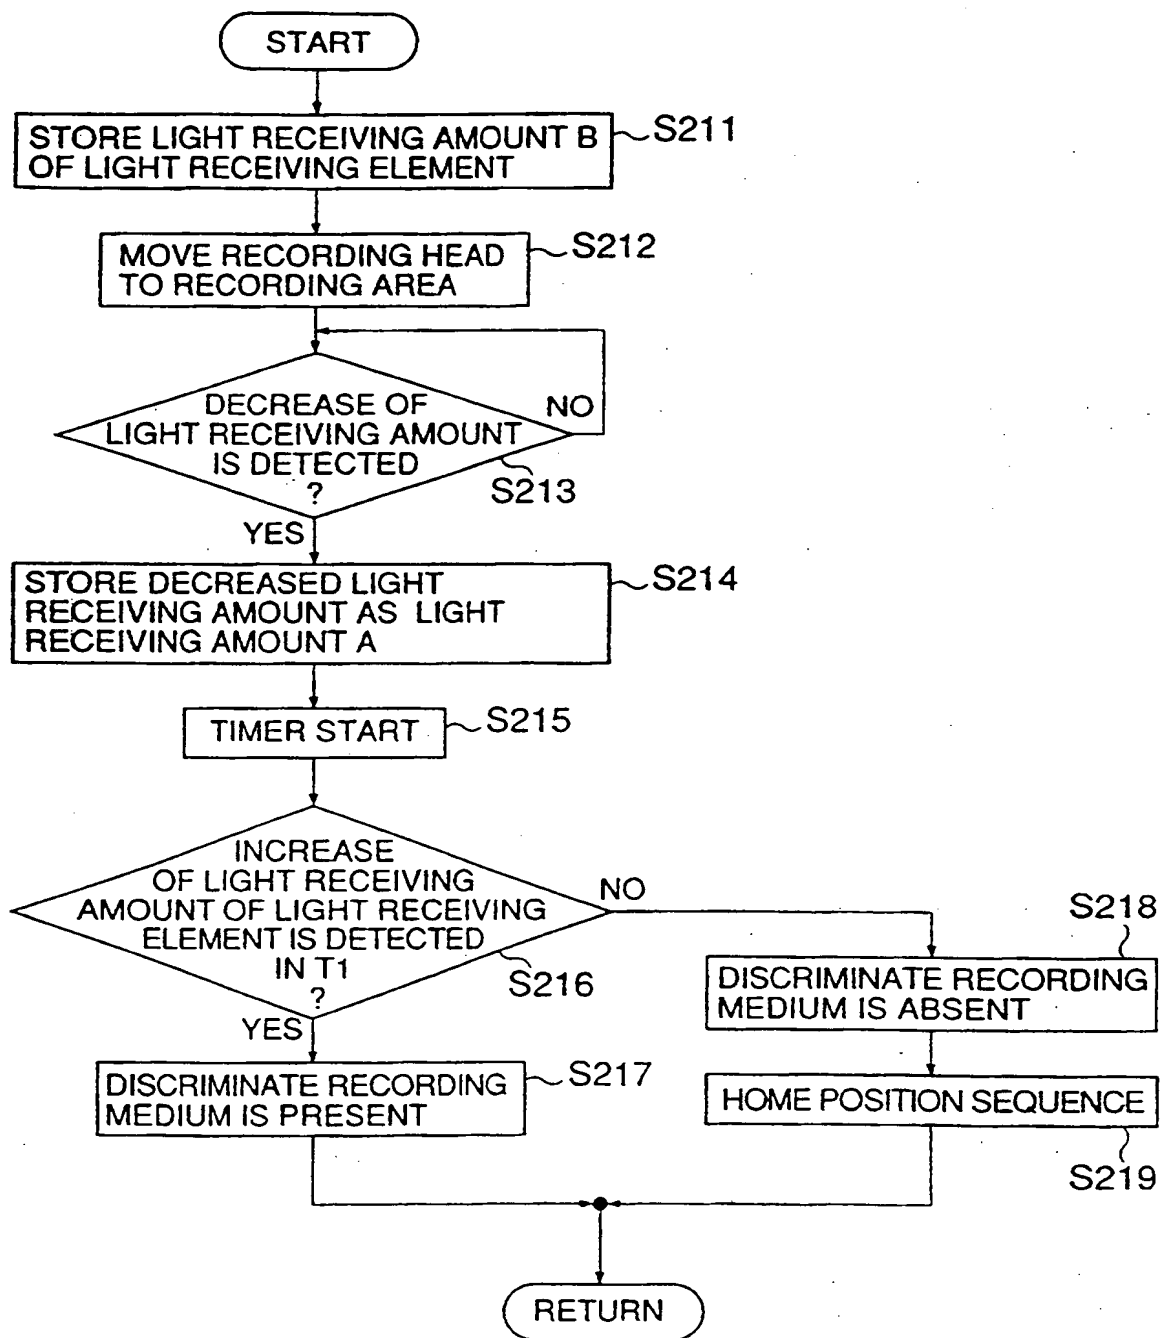 START
STORE LIGHT RECEIVING AMOUNT B
OF LIGHT RECEIVING ELEMENT
S211
MOVE RECORDING HEAD
TO RECORDING AREA
S212
DECREASE OF
LIGHT RECEIVING AMOUNT
IS DETECTED
?
NO
S213
YES
STORE DECREASED LIGHT
RECEIVING AMOUNT AS LIGHT
RECEIVING AMOUNT A
S214
TIMER START
S215
INCREASE
OF LIGHT RECEIVING
AMOUNT OF LIGHT RECEIVING
ELEMENT IS DETECTED
IN T1
?
NO
S216
YES
DISCRIMINATE RECORDING
MEDIUM IS PRESENT
S217
S218
DISCRIMINATE RECORDING
MEDIUM IS ABSENT
HOME POSITION SEQUENCE
S219
RETURN